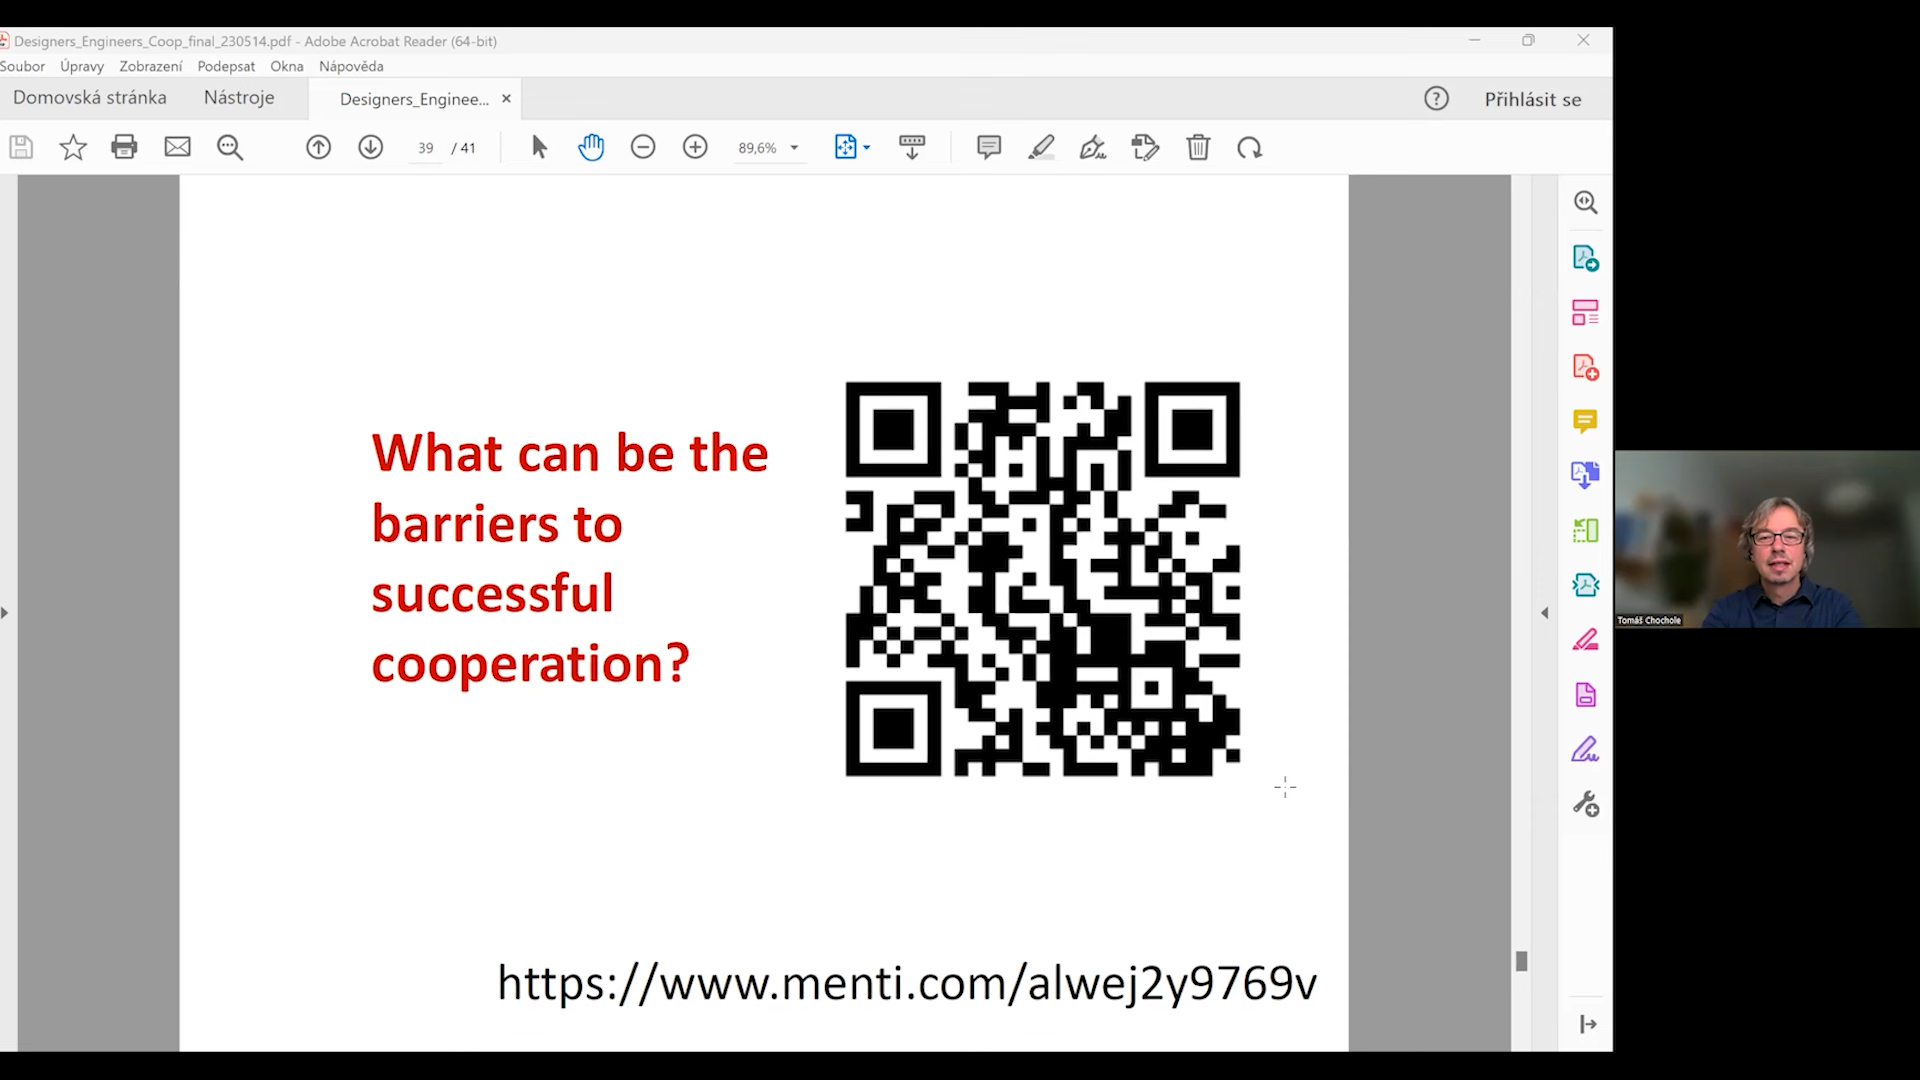 Designers_Engineers_Coop_final_230514.pdf - Adobe Acrobat Reader (64-bit)
Soubor Úpravy Zobrazení Podepsat Okna Nápověda
Domovská stránka Nástroje Designers_Enginee... Přihlásit se
39 / 41 89,6%
What can be the
barriers to
successful
cooperation?
Tomáš Chochole
https://www.menti.com/alwej2y9769v